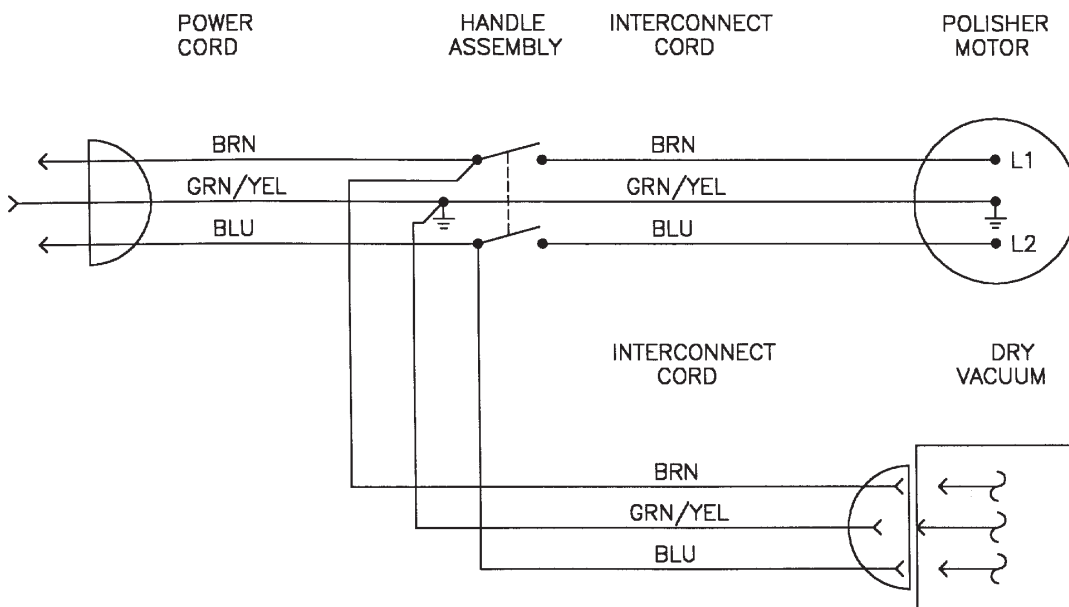 POWER
CORD
HANDLE
ASSEMBLY
INTERCONNECT
CORD
POLISHER
MOTOR
BRN
BRN
L1
GRN/YEL
GRN/YEL
BLU
BLU
L2
INTERCONNECT
CORD
DRY
VACUUM
BRN
GRN/YEL
BLU